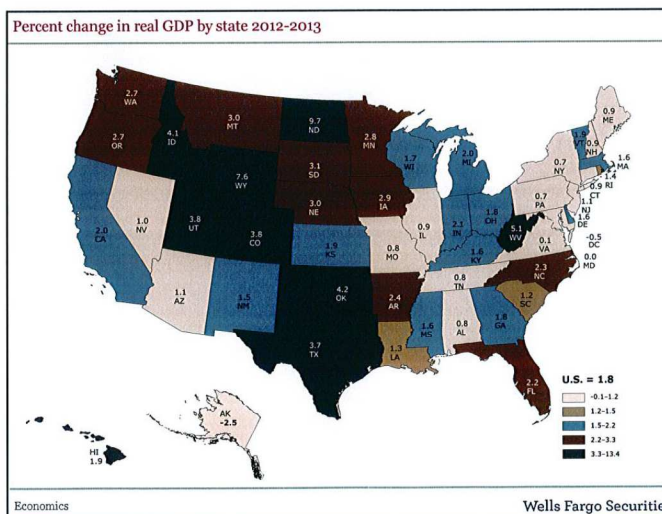 Percent change in real GDP by state 2012-2013
2.7
WA
2.7
OR
4.1
ID
3.0
MT
9.7
ND
2.8
MN
3.1
SD
7.6
WY
3.0
NE
2.9
IA
1.7
WI
2.0
MI
0.7
NY
1.9
VT
0.9
NH
0.9
ME
1.6
MA
1.4
RI
0.9
CT
1.1
NJ
1.6
DE
-0.5
DC
0.0
MD
0.7
PA
2.0
CA
1.0
NV
3.8
UT
3.8
CO
1.9
KS
0.8
MO
0.9
IL
2.1
IN
1.8
OH
5.1
WV
0.1
VA
1.6
KY
1.1
AZ
1.5
NM
4.2
OK
2.4
AR
0.8
TN
2.3
NC
1.2
SC
3.7
TX
1.3
LA
1.6
MS
0.8
AL
1.8
GA
2.2
FL
AK
-2.5
HI
1.9
U.S. = 1.8
-0.1-1.2
1.2-1.5
1.5-2.2
2.2-3.3
3.3-13.4
Economics
Wells Fargo Securitie